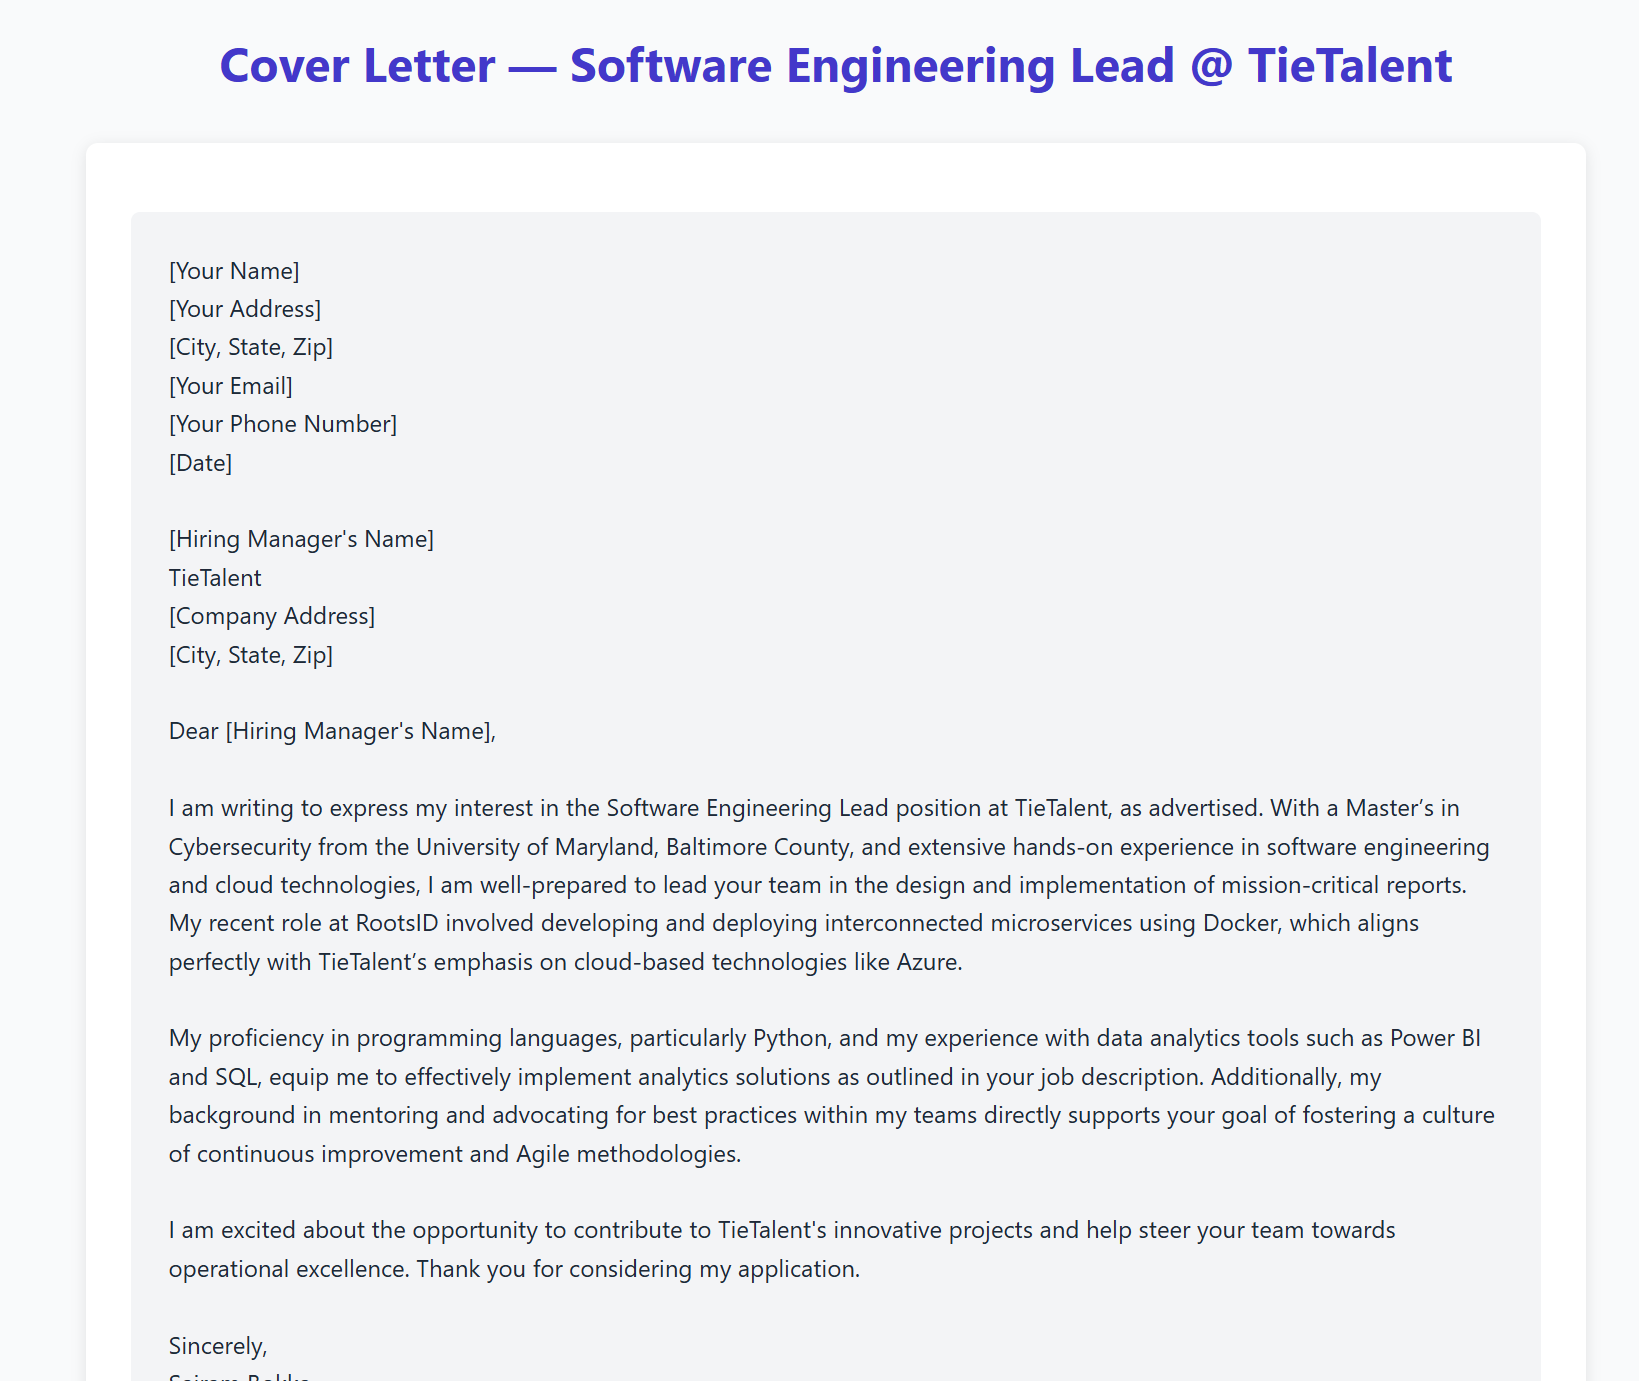 Cover Letter — Software Engineering Lead @ TieTalent
[Your Name]
[Your Address]
[City, State, Zip]
[Your Email]
[Your Phone Number]
[Date]
[Hiring Manager's Name]
TieTalent
[Company Address]
[City, State, Zip]
Dear [Hiring Manager's Name],
I am writing to express my interest in the Software Engineering Lead position at TieTalent, as advertised. With a Master’s in
Cybersecurity from the University of Maryland, Baltimore County, and extensive hands-on experience in software engineering
and cloud technologies, I am well-prepared to lead your team in the design and implementation of mission-critical reports.
My recent role at RootsID involved developing and deploying interconnected microservices using Docker, which aligns
perfectly with TieTalent’s emphasis on cloud-based technologies like Azure.
My proficiency in programming languages, particularly Python, and my experience with data analytics tools such as Power BI
and SQL, equip me to effectively implement analytics solutions as outlined in your job description. Additionally, my
background in mentoring and advocating for best practices within my teams directly supports your goal of fostering a culture
of continuous improvement and Agile methodologies.
I am excited about the opportunity to contribute to TieTalent's innovative projects and help steer your team towards
operational excellence. Thank you for considering my application.
Sincerely,